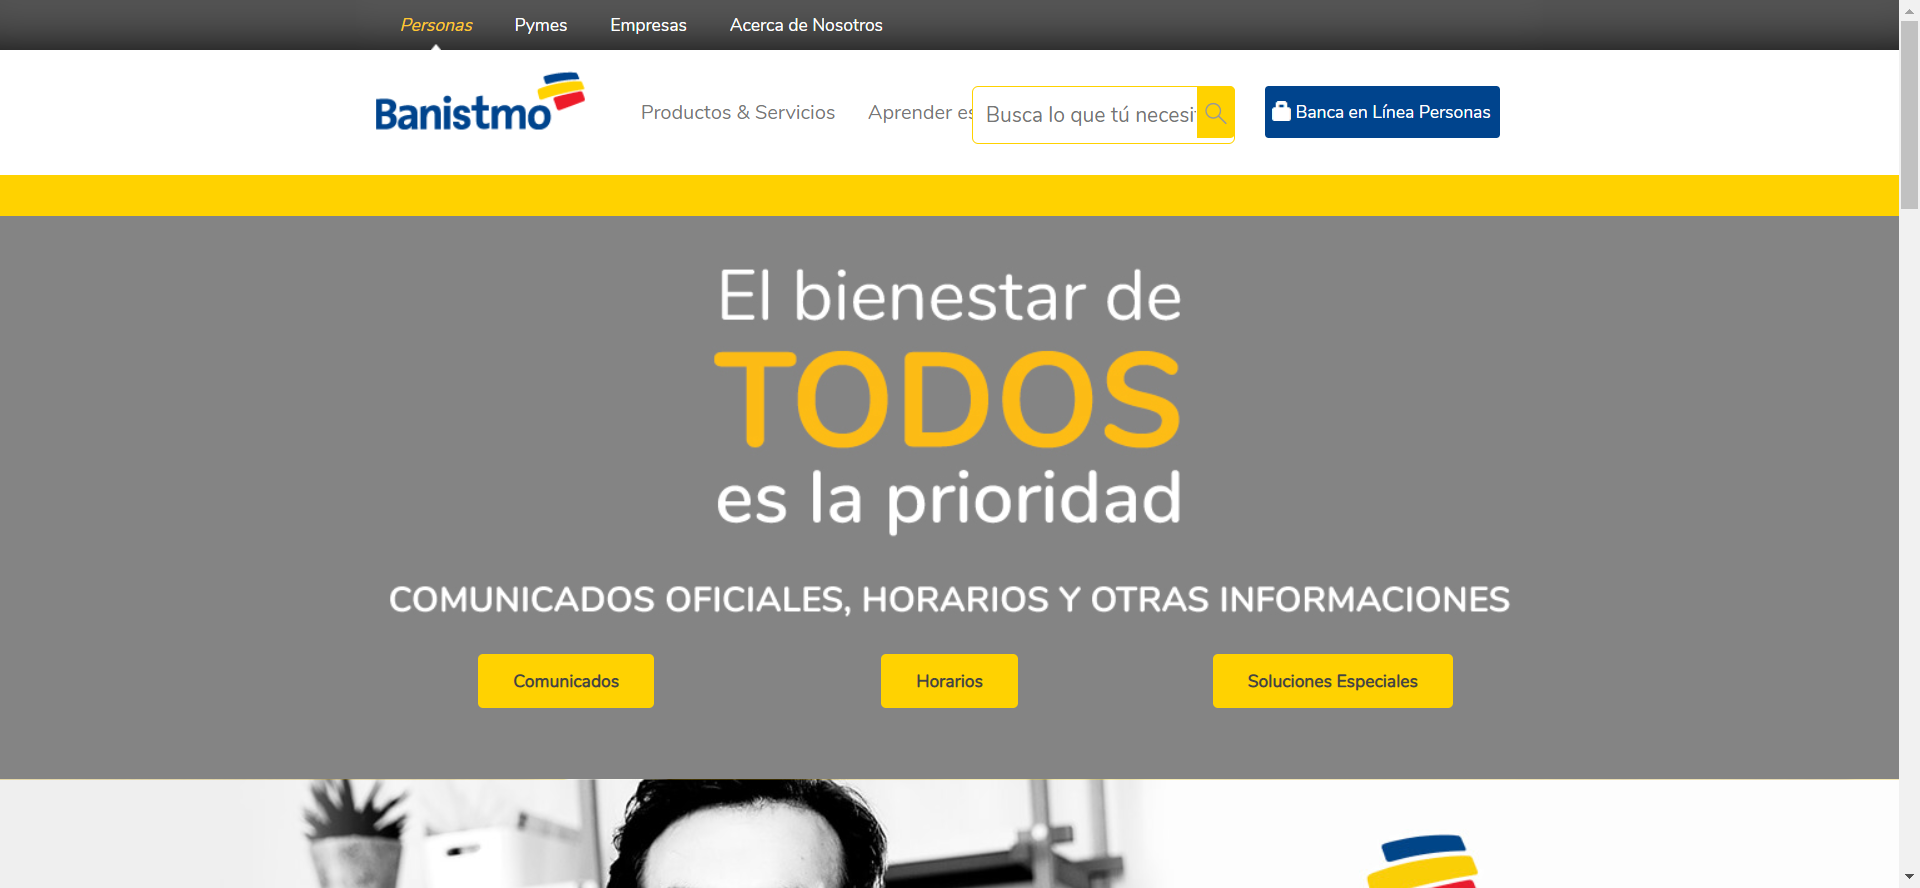 Personas Pymes Empresas Acerca de Nosotros
Banistmo
Productos & Servicios Aprender es
Busca lo que tú necesi
Banca en Línea Personas
El bienestar de
TODOS
es la prioridad
COMUNICADOS OFICIALES, HORARIOS Y OTRAS INFORMACIONES
Comunicados Horarios Soluciones Especiales